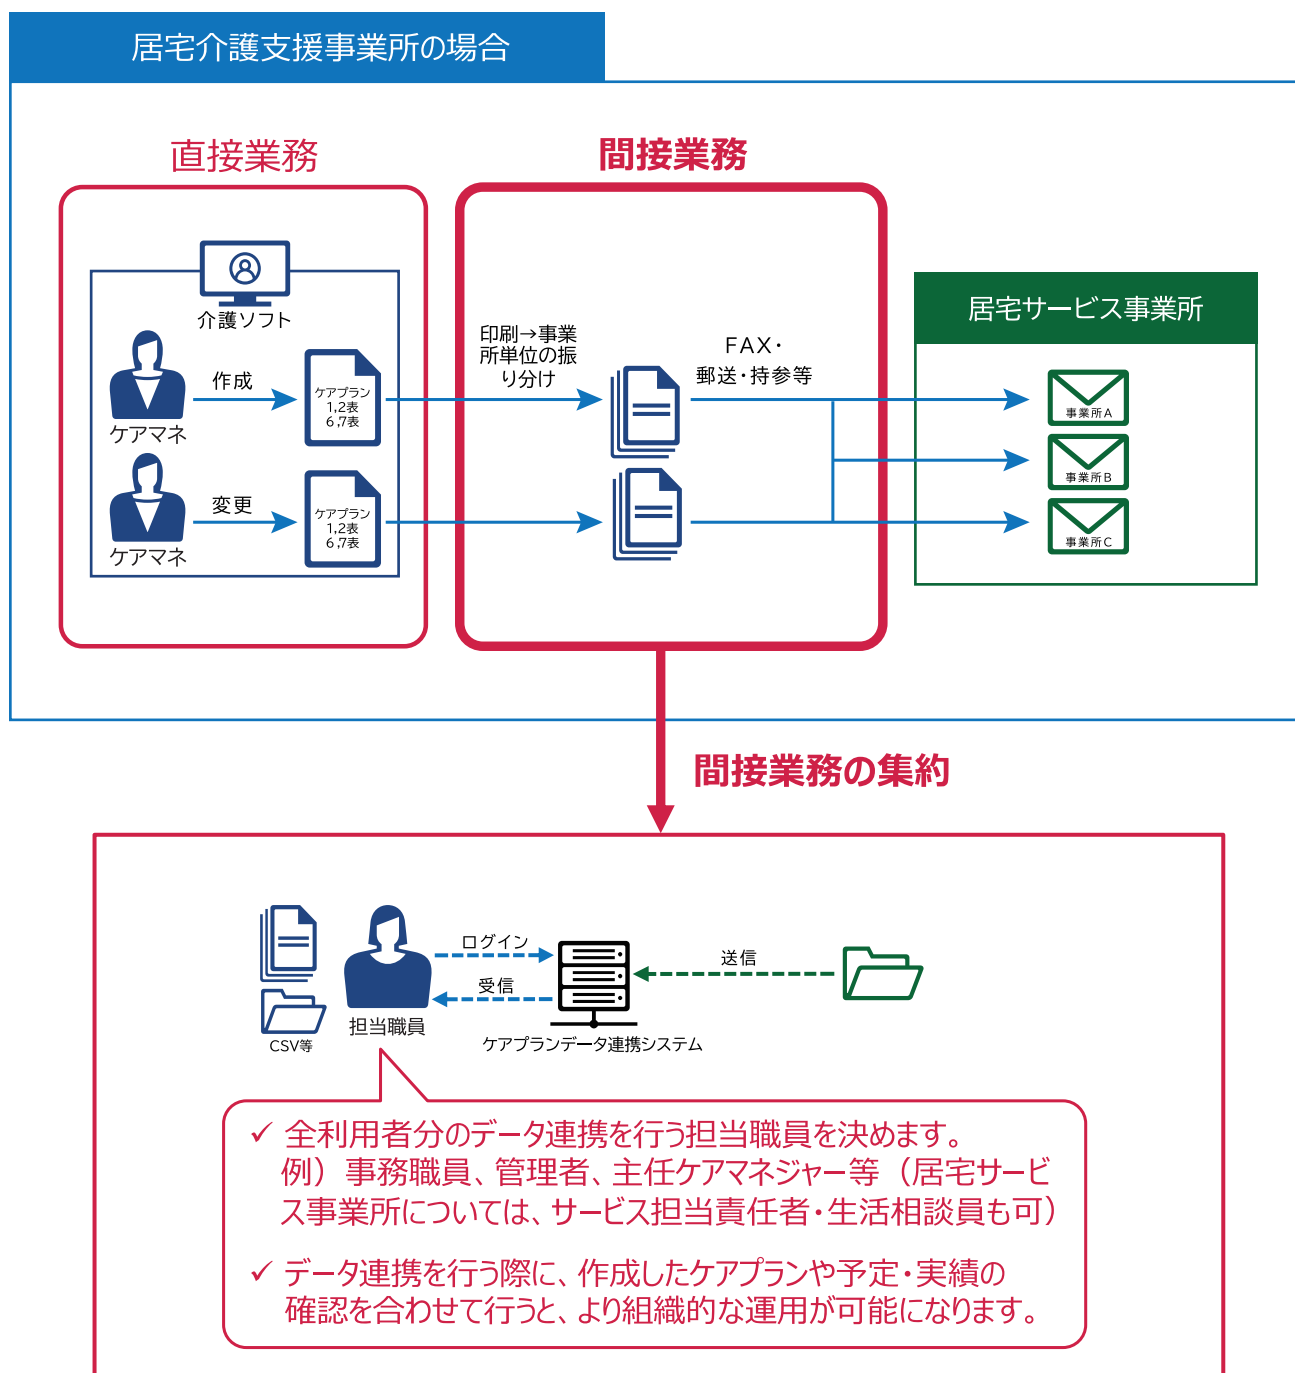 居宅介護支援事業所の場合
直接業務
間接業務
介護ソフト
ケアマネ
作成
ケアプラン
1,2表
6,7表
ケアマネ
変更
ケアプラン
1,2表
6,7表
印刷→事業
所単位の振
り分け
FAX・
郵送・持参等
居宅サービス事業所
事業所A
事業所B
事業所C
間接業務の集約
CSV等
担当職員
ログイン
受信
ケアプランデータ連携システム
送信
✓ 全利用者分のデータ連携を行う担当職員を決めます。
例）事務職員、管理者、主任ケアマネジャー等（居宅サービ
ス事業所については、サービス担当責任者・生活相談員も可）
✓ データ連携を行う際に、作成したケアプランや予定・実績の
確認を合わせて行うと、より組織的な運用が可能になります。